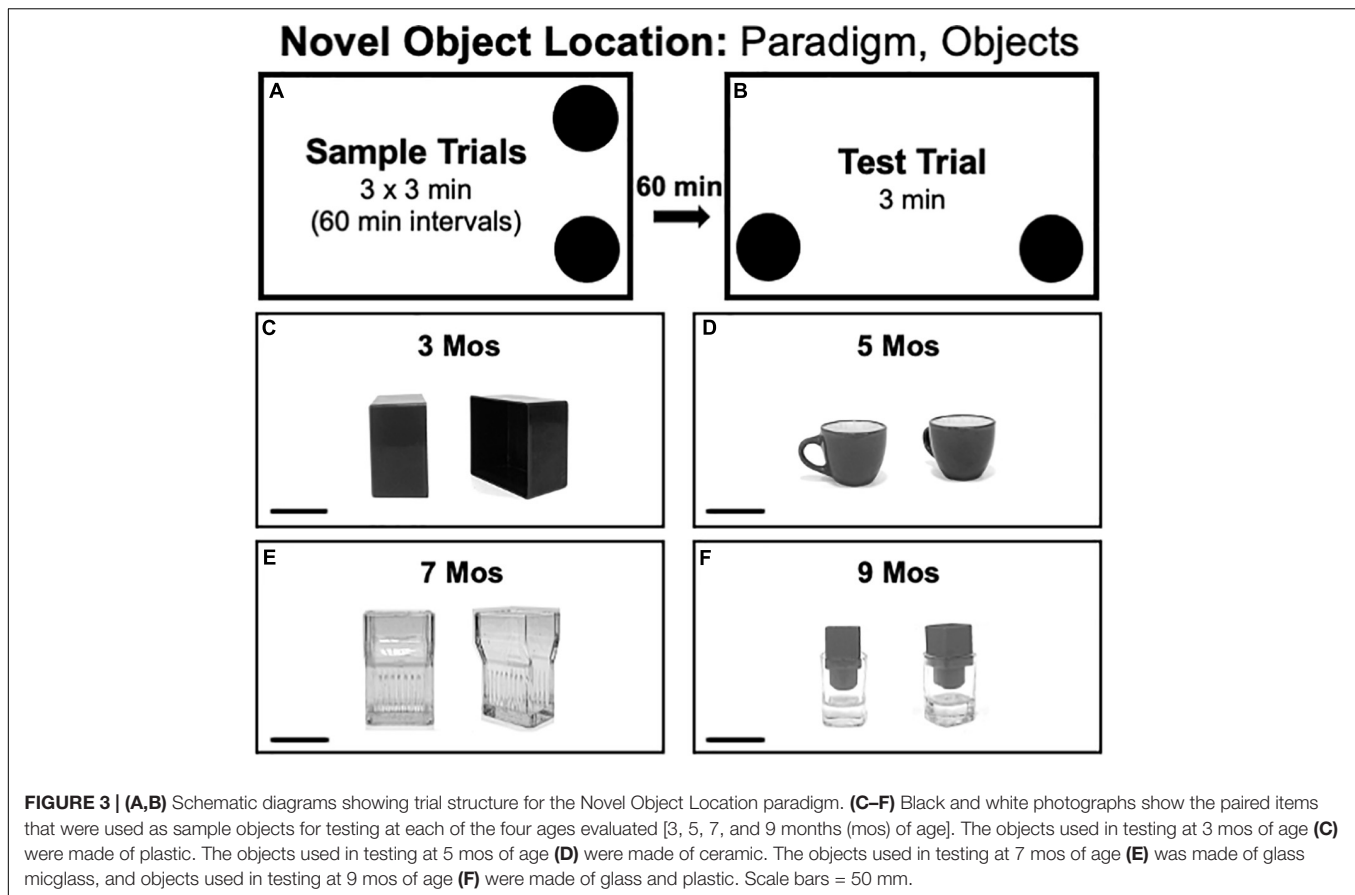 Novel Object Location: Paradigm, Objects
A
Sample Trials
3 x 3 min
(60 min intervals)
60 min
B
Test Trial
3 min
C
3 Mos
D
5 Mos
E
7 Mos
F
9 Mos
FIGURE 3 | (A,B) Schematic diagrams showing trial structure for the Novel Object Location paradigm. (C–F) Black and white photographs show the paired items
that were used as sample objects for testing at each of the four ages evaluated [3, 5, 7, and 9 months (mos) of age]. The objects used in testing at 3 mos of age (C)
were made of plastic. The objects used in testing at 5 mos of age (D) were made of ceramic. The objects used in testing at 7 mos of age (E) was made of glass
micglass, and objects used in testing at 9 mos of age (F) were made of glass and plastic. Scale bars = 50 mm.